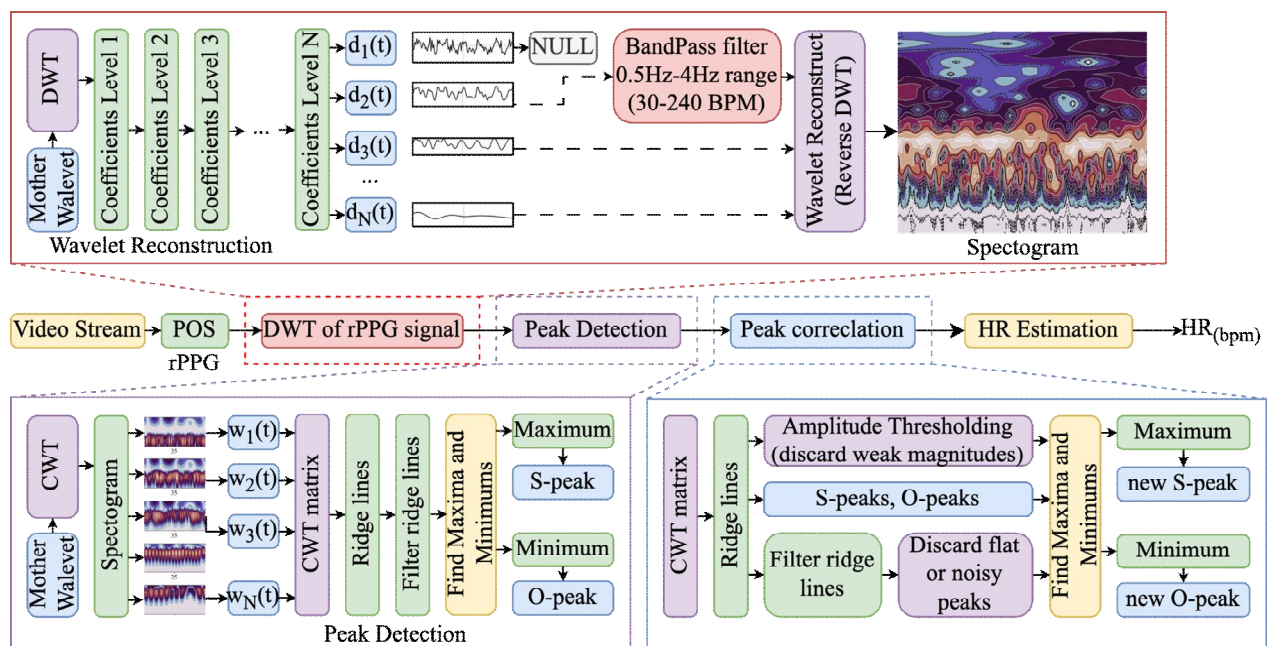 DWT
Mother
Walevet
Coefficients Level 1
Coefficients Level 2
Coefficients Level 3
...
Coefficients Level N
d1(t)
d2(t)
d3(t)
...
dN(t)
NULL
BandPass filter
0.5Hz-4Hz range
(30-240 BPM)
Wavelet Reconstruct
(Reverse DWT)
Wavelet Reconstruction
Spectogram
Video Stream
POS
rPPG
DWT of rPPG signal
Peak Detection
Peak correclation
HR Estimation
HR(bpm)
CWT
Mother
Walevet
Spectogram
35
35
35
35
w1(t)
w2(t)
w3(t)
wN(t)
CWT matrix
Ridge lines
Filter ridge lines
Find Maxima and
Minimums
Maximum
S-peak
Minimum
O-peak
Peak Detection
CWT matrix
Ridge lines
Amplitude Thresholding
(discard weak magnitudes)
S-peaks, O-peaks
Filter ridge
lines
Discard flat
or noisy
peaks
Find Maxima and
Minimums
Maximum
new S-peak
Minimum
new O-peak